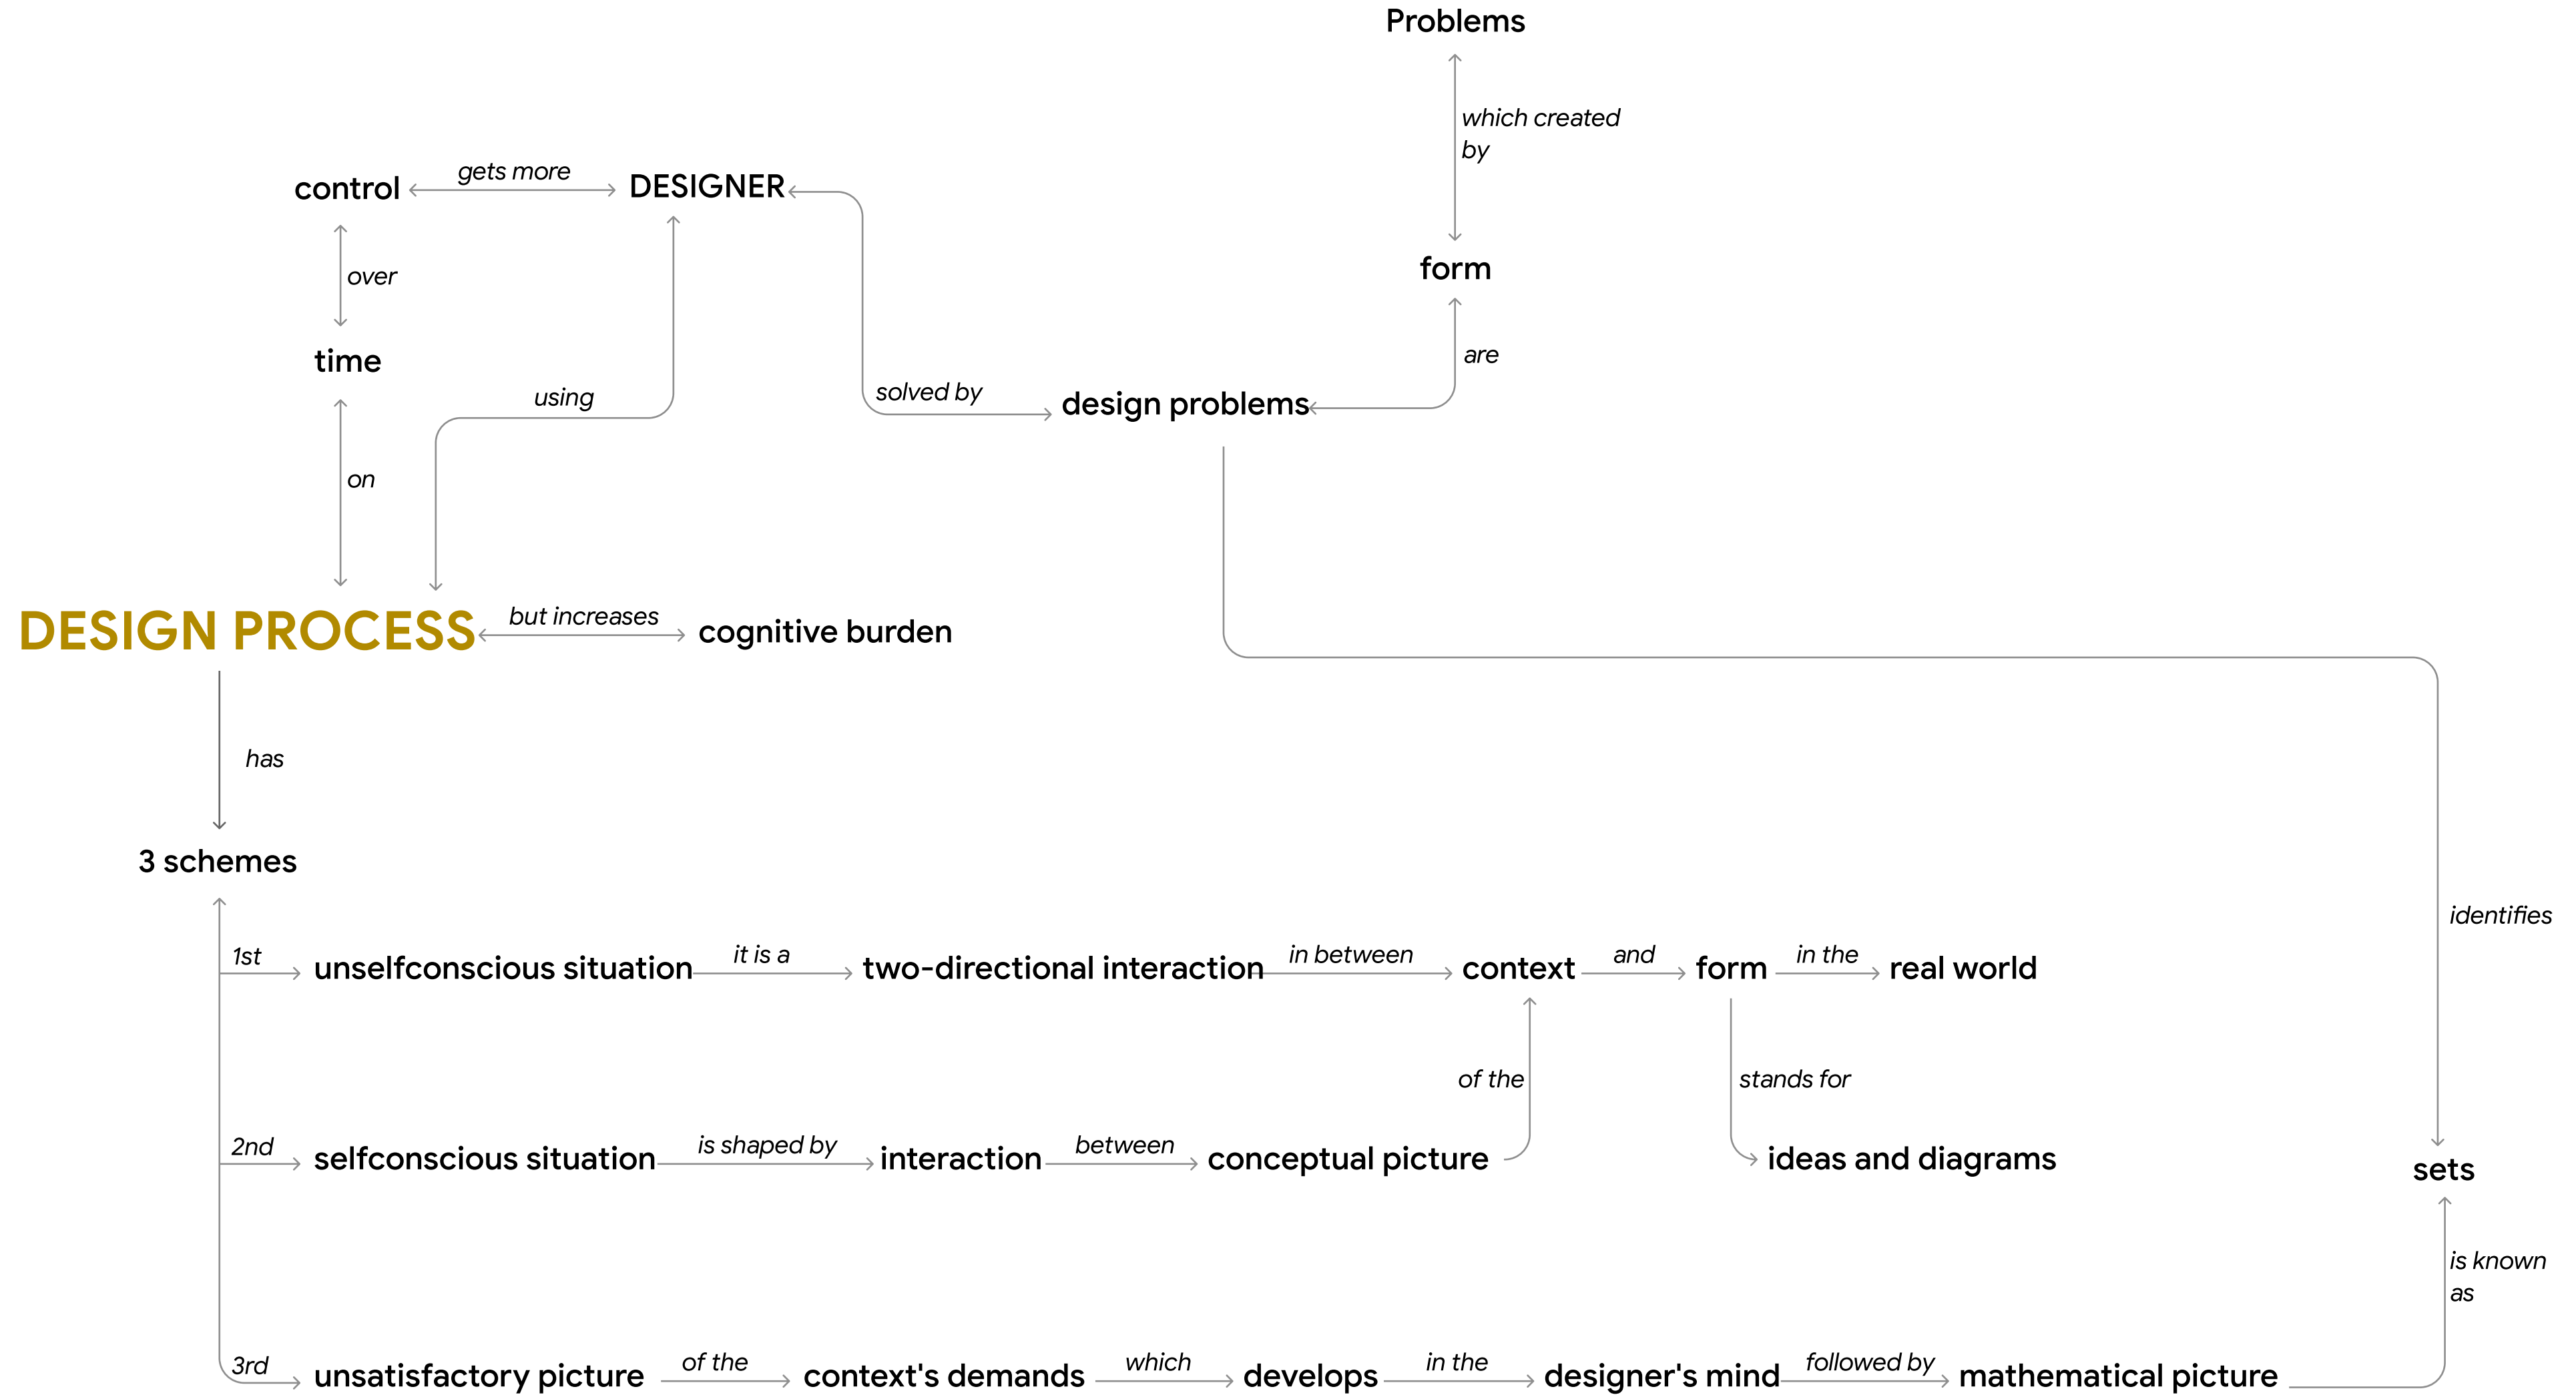 Problems
which created
by
control
gets more
DESIGNER
over
form
time
are
using
solved by
design problems
on
DESIGN PROCESS
but increases
cognitive burden
has
3 schemes
identifies
1st
unselfconscious situation
it is a
two-directional interaction
in between
context
and
form
in the
real world
of the
stands for
2nd
selfconscious situation
is shaped by
interaction
between
conceptual picture
ideas and diagrams
sets
is known
as
3rd
unsatisfactory picture
of the
context's demands
which
develops
in the
designer's mind
followed by
mathematical picture